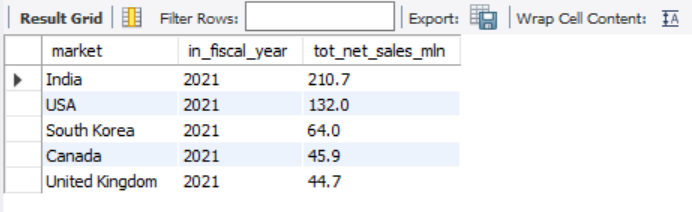 Result Grid Filter Rows: Export: Wrap Cell Content: IA
market in_fiscal_year tot_net_sales_mln
India 2021 210.7
USA 2021 132.0
South Korea 2021 64.0
Canada 2021 45.9
United Kingdom 2021 44.7